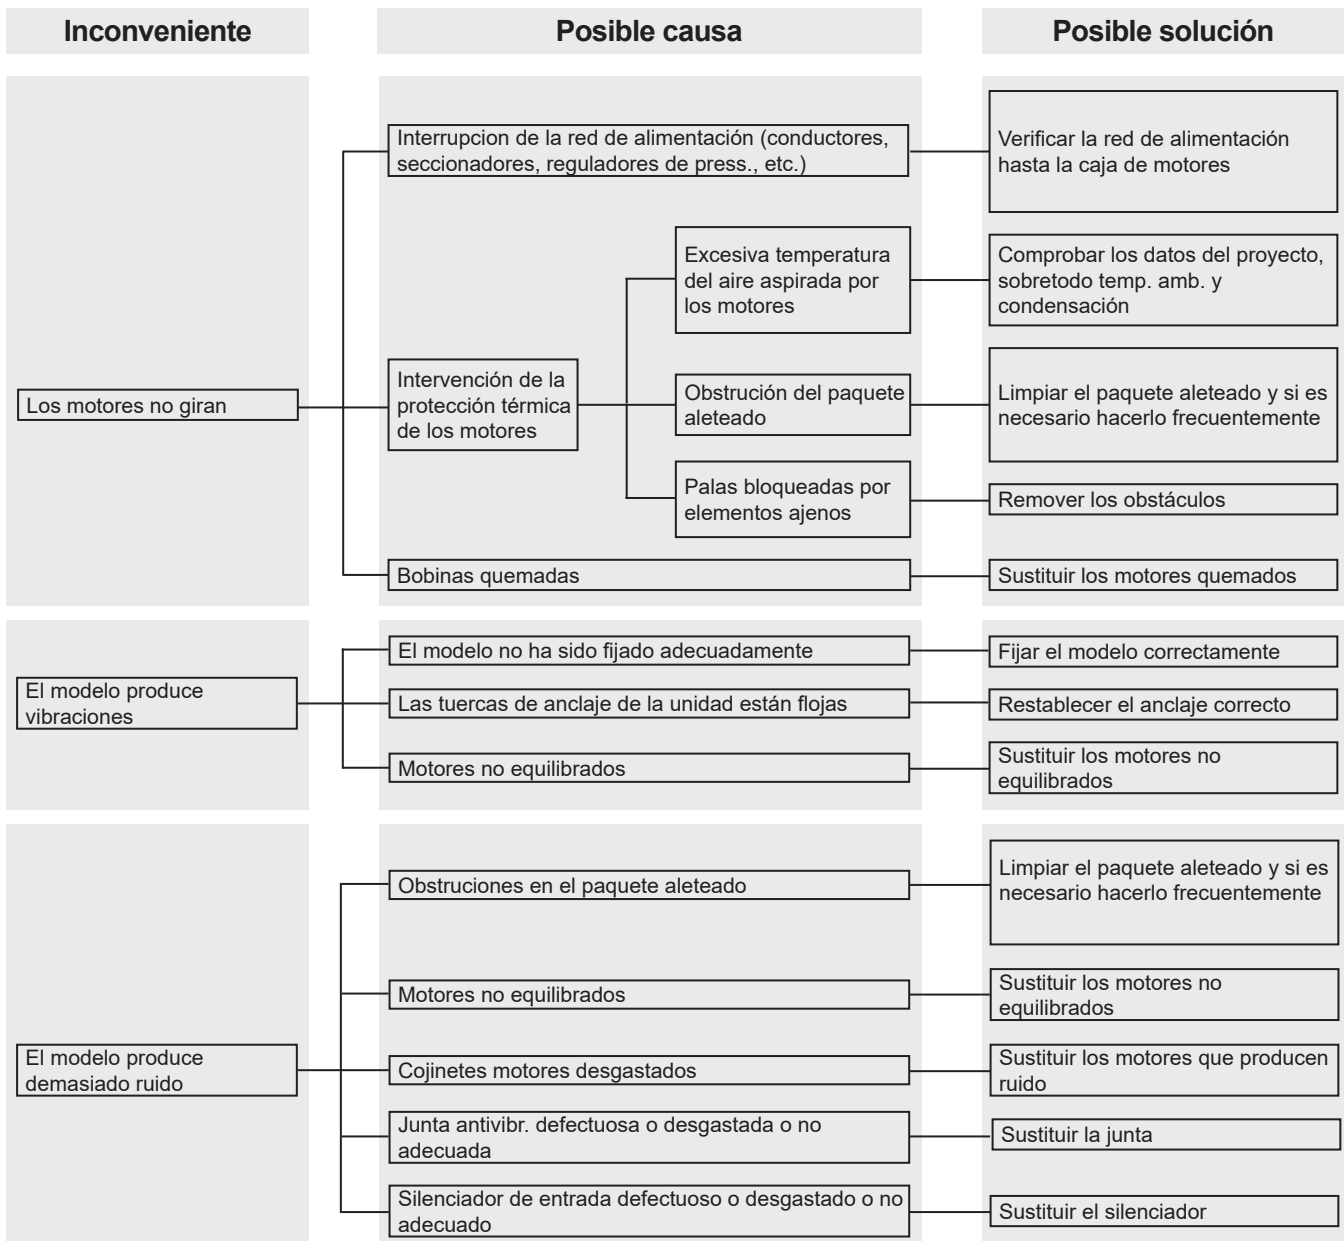 Inconveniente
Posible causa
Posible solución
Los motores no giran
Interrupcion de la red de alimentación (conductores,
seccionadores, reguladores de press., etc.)
Verificar la red de alimentación
hasta la caja de motores
Intervención de la
protección térmica
de los motores
Excesiva temperatura
del aire aspirada por
los motores
Comprobar los datos del proyecto,
sobretodo temp. amb. y
condensación
Obstrución del paquete
aleteado
Limpiar el paquete aleteado y si es
necesario hacerlo frecuentemente
Palas bloqueadas por
elementos ajenos
Remover los obstáculos
Bobinas quemadas
Sustituir los motores quemados
El modelo produce
vibraciones
El modelo no ha sido fijado adecuadamente
Fijar el modelo correctamente
Las tuercas de anclaje de la unidad están flojas
Restablecer el anclaje correcto
Motores no equilibrados
Sustituir los motores no
equilibrados
El modelo produce
demasiado ruido
Obstruciones en el paquete aleteado
Limpiar el paquete aleteado y si es
necesario hacerlo frecuentemente
Motores no equilibrados
Sustituir los motores no
equilibrados
Cojinetes motores desgastados
Sustituir los motores que producen
ruido
Junta antivibr. defectuosa o desgastada o no
adecuada
Sustituir la junta
Silenciador de entrada defectuoso o desgastado o no
adecuado
Sustituir el silenciador